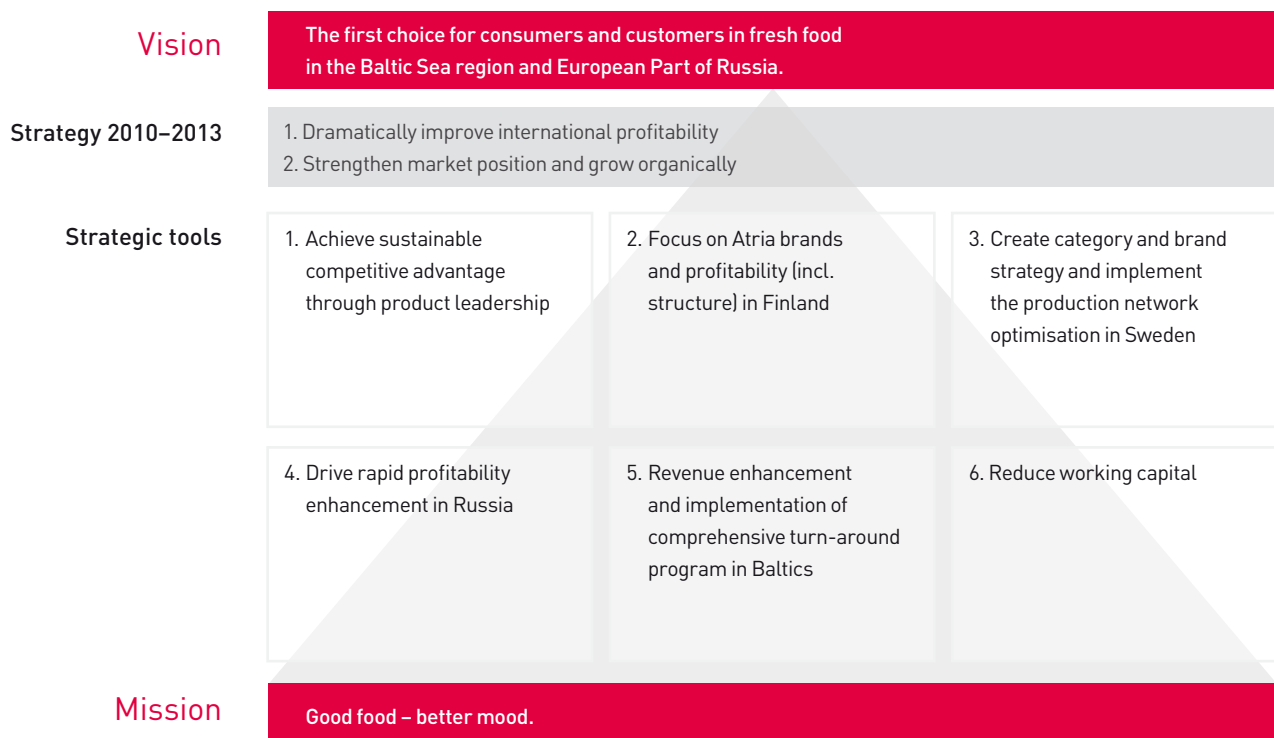 Vision
The first choice for consumers and customers in fresh food
in the Baltic Sea region and European Part of Russia.
Strategy 2010–2013
1. Dramatically improve international profitability
2. Strengthen market position and grow organically
Strategic tools
1. Achieve sustainable
competitive advantage
through product leadership
2. Focus on Atria brands
and profitability (incl.
structure) in Finland
3. Create category and brand
strategy and implement
the production network
optimisation in Sweden
4. Drive rapid profitability
enhancement in Russia
5. Revenue enhancement
and implementation of
comprehensive turn-around
program in Baltics
6. Reduce working capital
Mission
Good food – better mood.